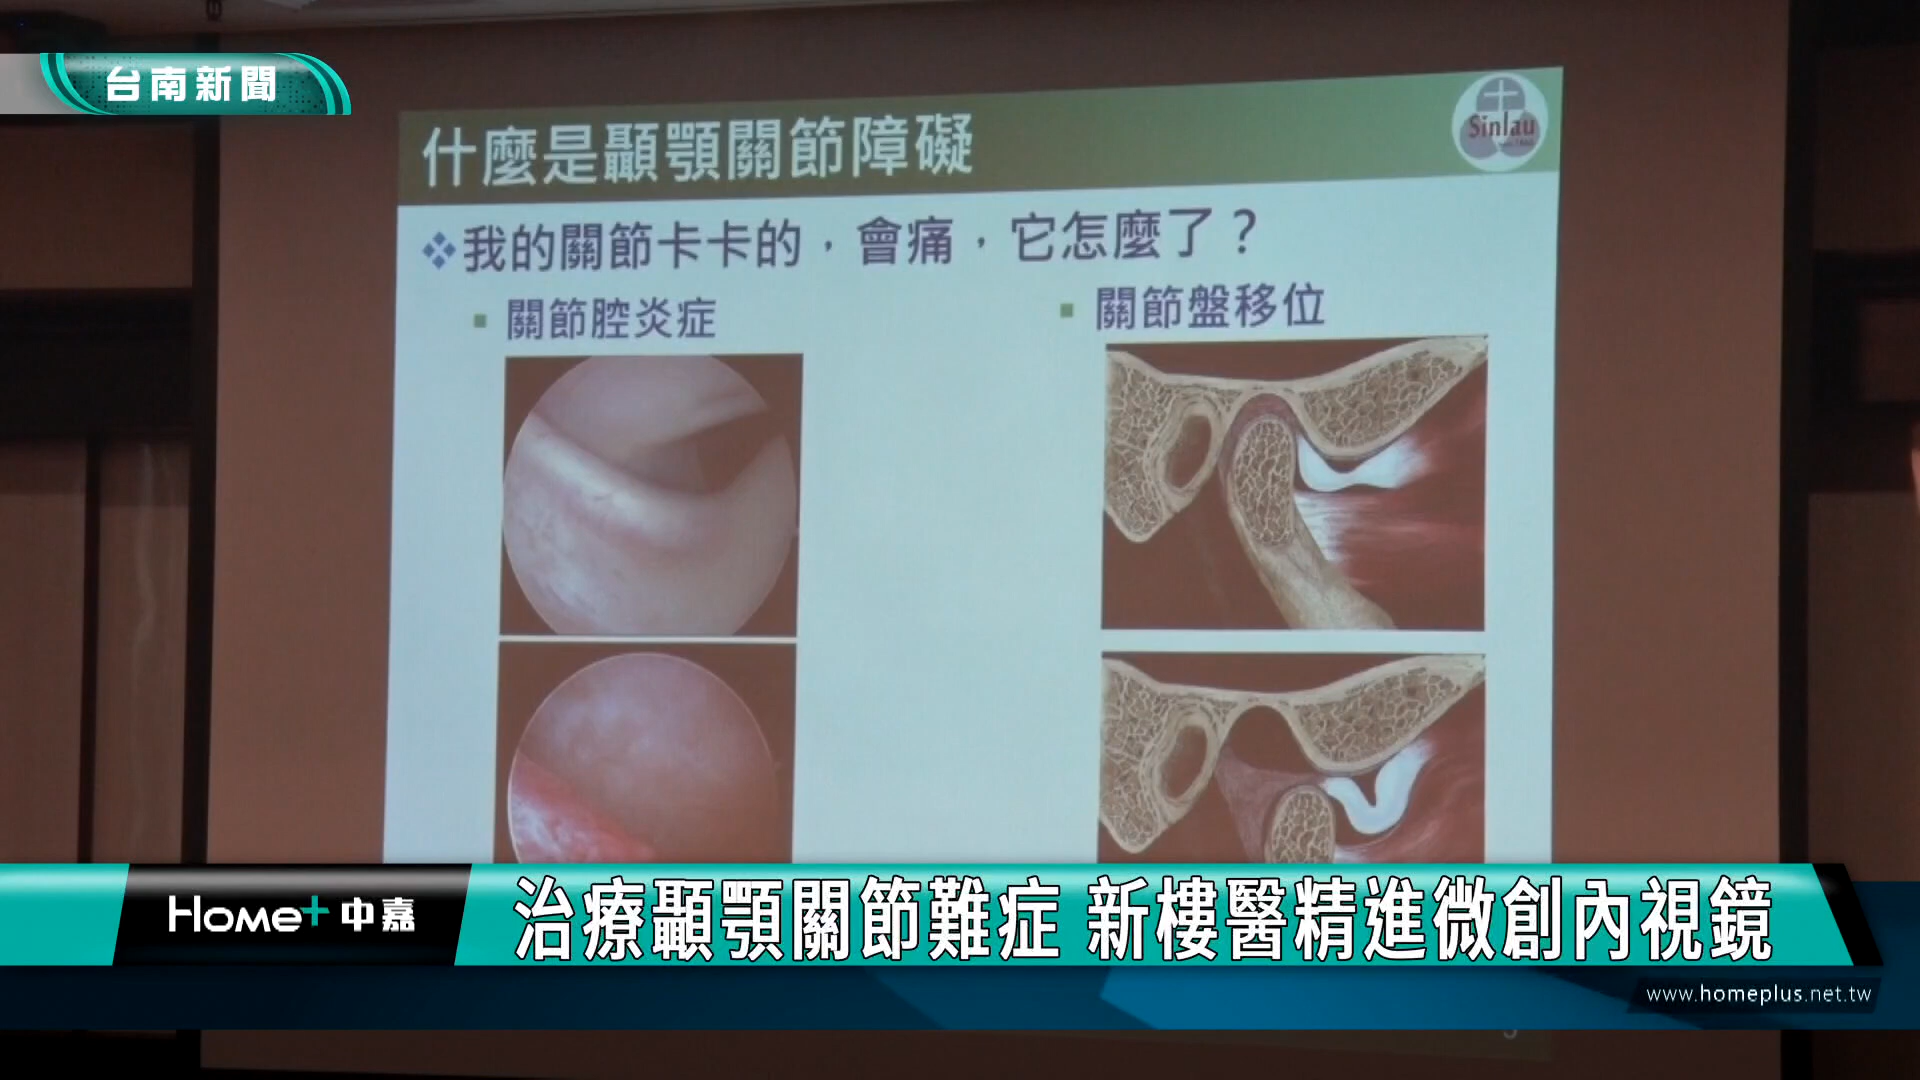 台南新聞
什麼是顳顎關節障礙
Sinlau
我的關節卡卡的，會痛，它怎麼了？
關節腔炎症
關節盤移位
Home+ 中嘉
治療顳顎關節難症 新樓醫精進微創內視鏡
www.homeplus.net.tw